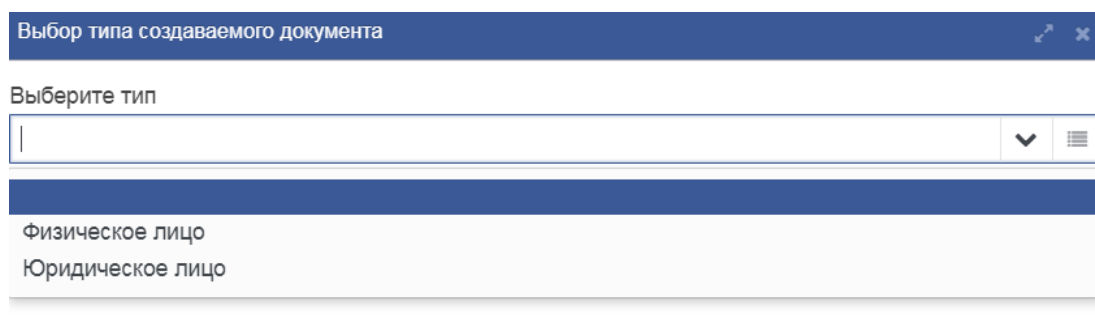 Выбор типа создаваемого документа
Выберите тип
Физическое лицо
Юридическое лицо